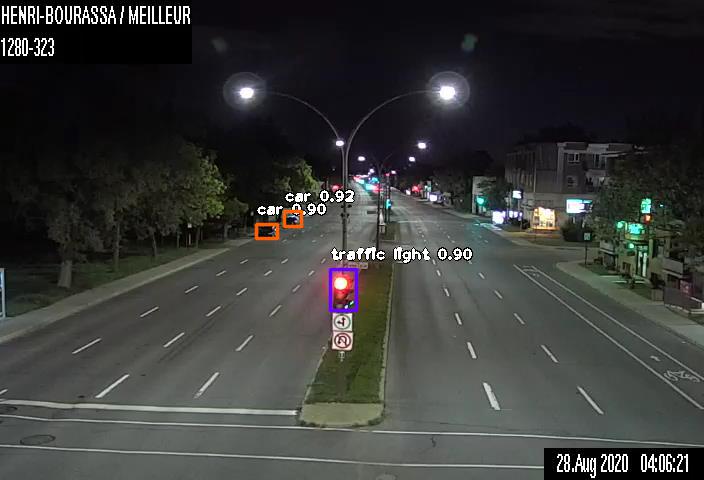 HENRI-BOURASSA / MEILLEUR
1280-323
car 0.92
car 0.90
traffic light 0.90
28.Aug 2020 04:06:21